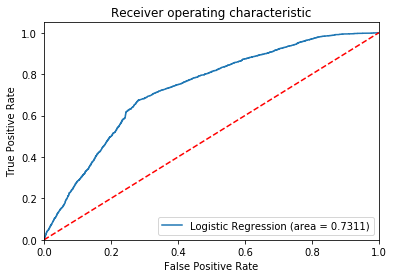 Receiver operating characteristic
True Positive Rate
1.0
0.8
0.6
0.4
0.2
0.0
Logistic Regression (area = 0.7311)
0.0 0.2 0.4 0.6 0.8 1.0
False Positive Rate